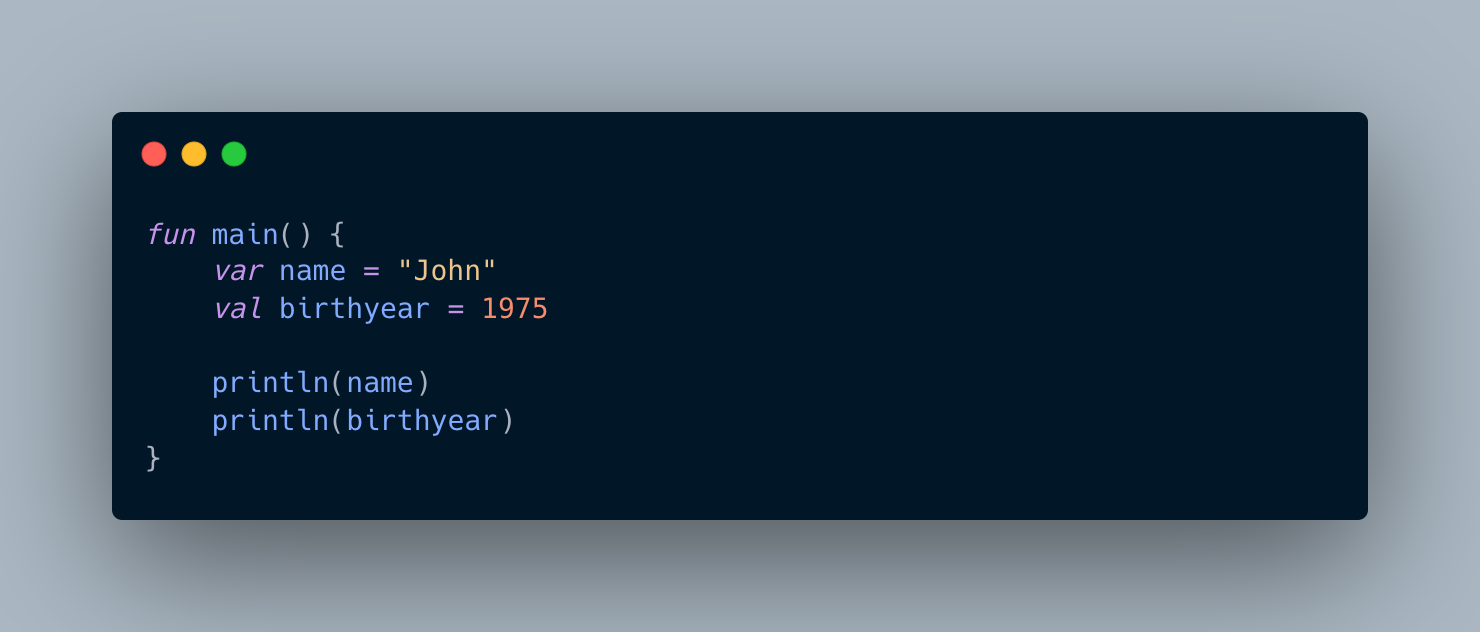 fun main() {
    var name = "John"
    val birthyear = 1975

    println(name)
    println(birthyear)
}